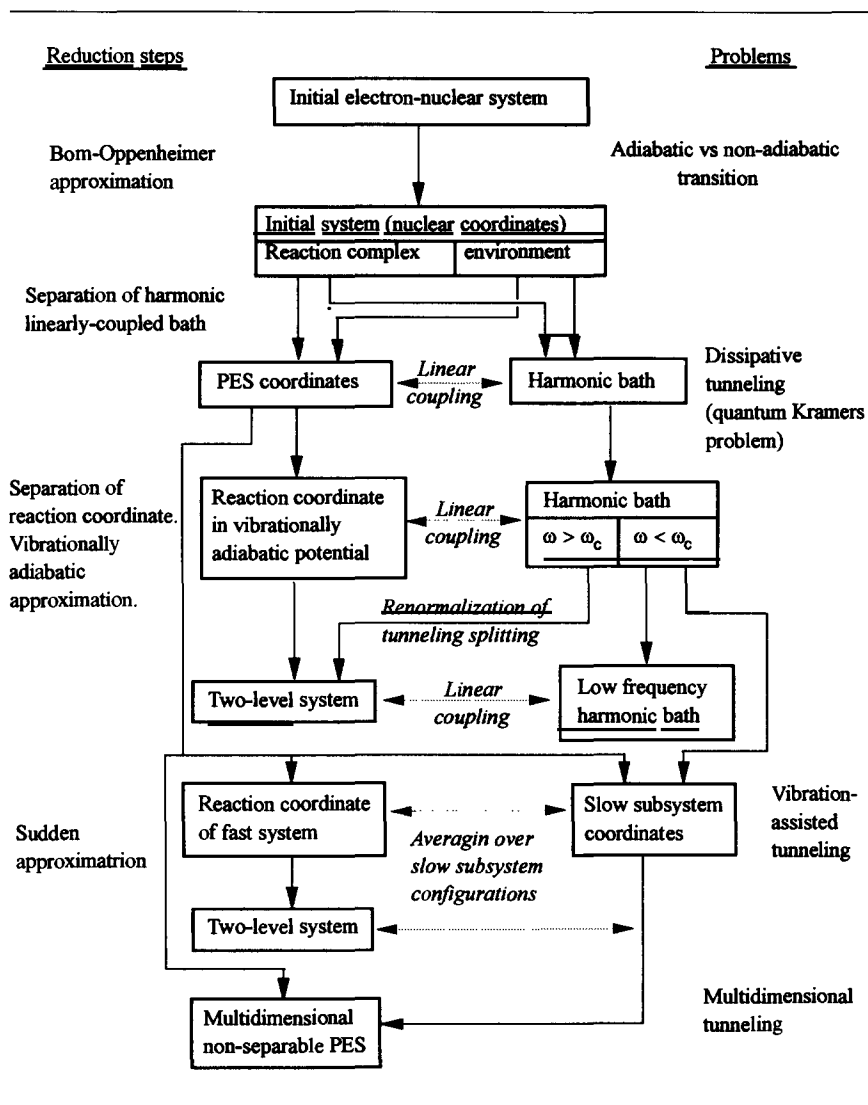 Reduction steps
Problems
Initial electron-nuclear system
Born-Oppenheimer
approximation
Adiabatic vs non-adiabatic
transition
Initial system (nuclear coordinates)
Reaction complex
environment
Separation of harmonic
linearly-coupled bath
PES coordinates
Linear
coupling
Harmonic bath
Dissipative
tunneling
(quantum Kramers
problem)
Separation of
reaction coordinate.
Vibrationally
adiabatic
approximation.
Reaction coordinate
in vibrationally
adiabatic potential
Linear
coupling
Harmonic bath
ω > ωc
ω < ωc
Renormalization of
tunneling splitting
Two-level system
Linear
coupling
Low frequency
harmonic bath
Sudden
approximatrion
Reaction coordinate
of fast system
Averagin over
slow subsystem
configurations
Slow subsystem
coordinates
Vibration-
assisted
tunneling
Two-level system
Multidimensional
non-separable PES
Multidimensional
tunneling